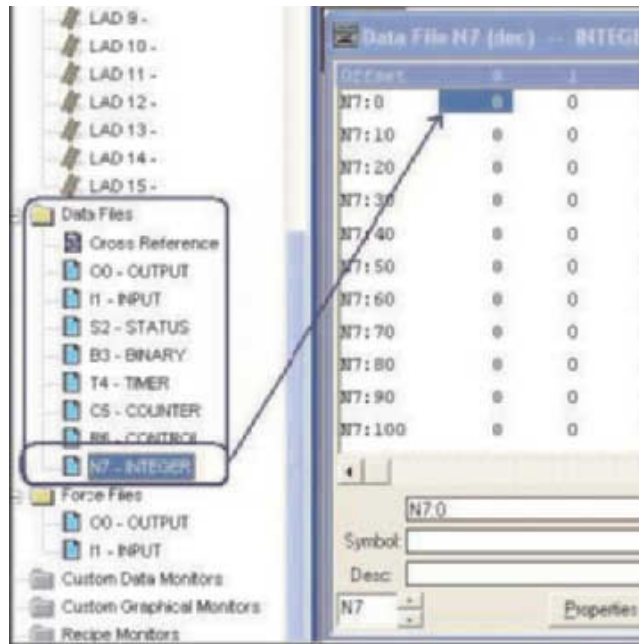 LAD 9 -
LAD 10 -
LAD 11 -
LAD 12 -
LAD 13 -
LAD 14 -
LAD 15 -
Data Files
Cross Reference
O0 - OUTPUT
I1 - INPUT
S2 - STATUS
B3 - BINARY
T4 - TIMER
C5 - COUNTER
R6 - CONTROL
N7 - INTEGER
Force Files
O0 - OUTPUT
I1 - INPUT
Custom Data Monitors
Custom Graphical Monitors
Recipe Monitors
Data File N7 (dec) -- INTEGE
Offset 0 1
N7:0 0 0
N7:10 0 0
N7:20 0 0
N7:30 0 0
N7:40 0 0
N7:50 0 0
N7:60 0 0
N7:70 0 0
N7:80 0 0
N7:90 0 0
N7:100 0 0
N7:0
Symbol:
Desc:
N7 Properties